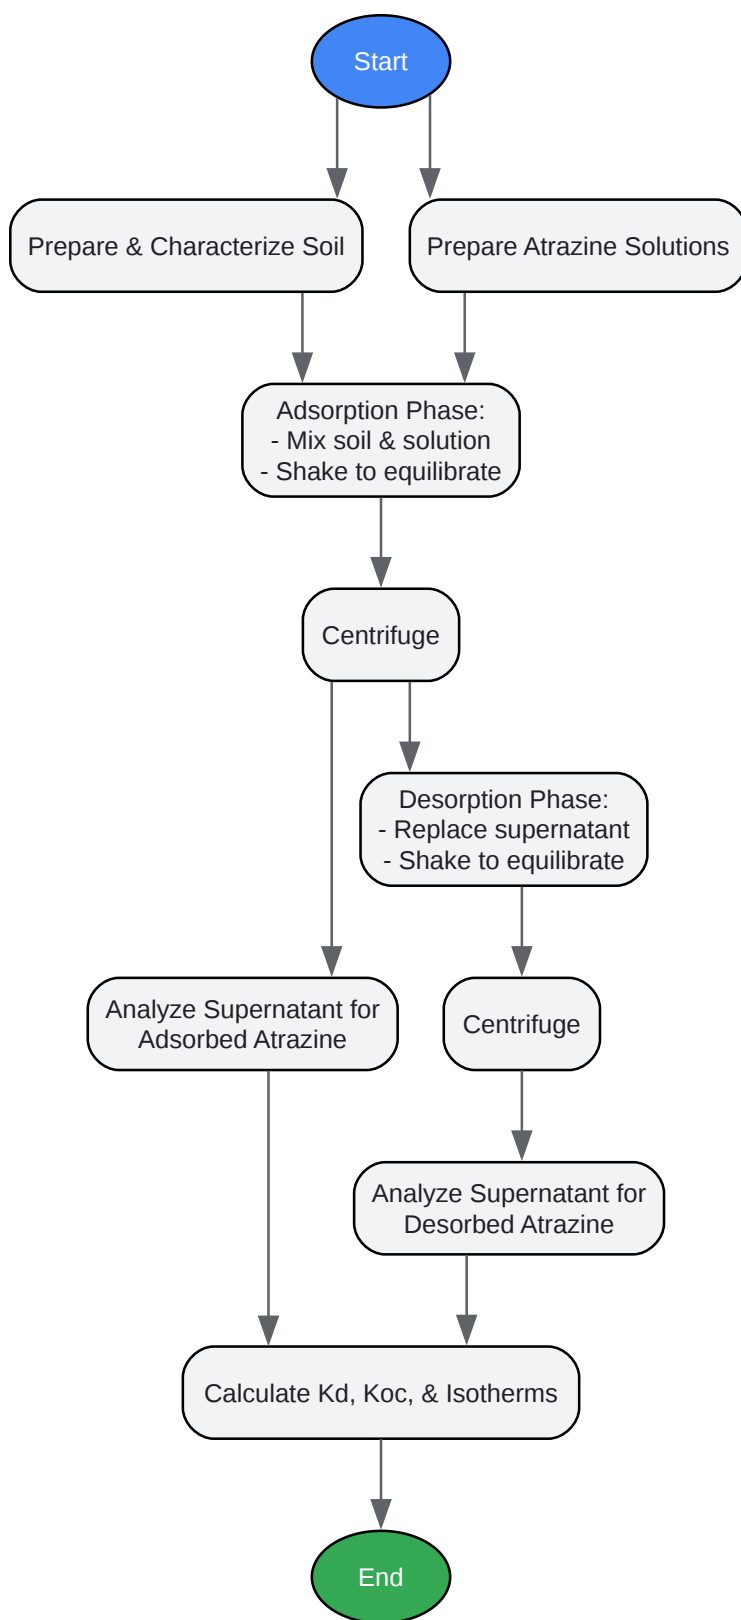 Start
Prepare & Characterize Soil
Prepare Atrazine Solutions
Adsorption Phase:
- Mix soil & solution
- Shake to equilibrate
Centrifuge
Desorption Phase:
- Replace supernatant
- Shake to equilibrate
Analyze Supernatant for
Adsorbed Atrazine
Centrifuge
Analyze Supernatant for
Desorbed Atrazine
Calculate Kd, Koc, & Isotherms
End